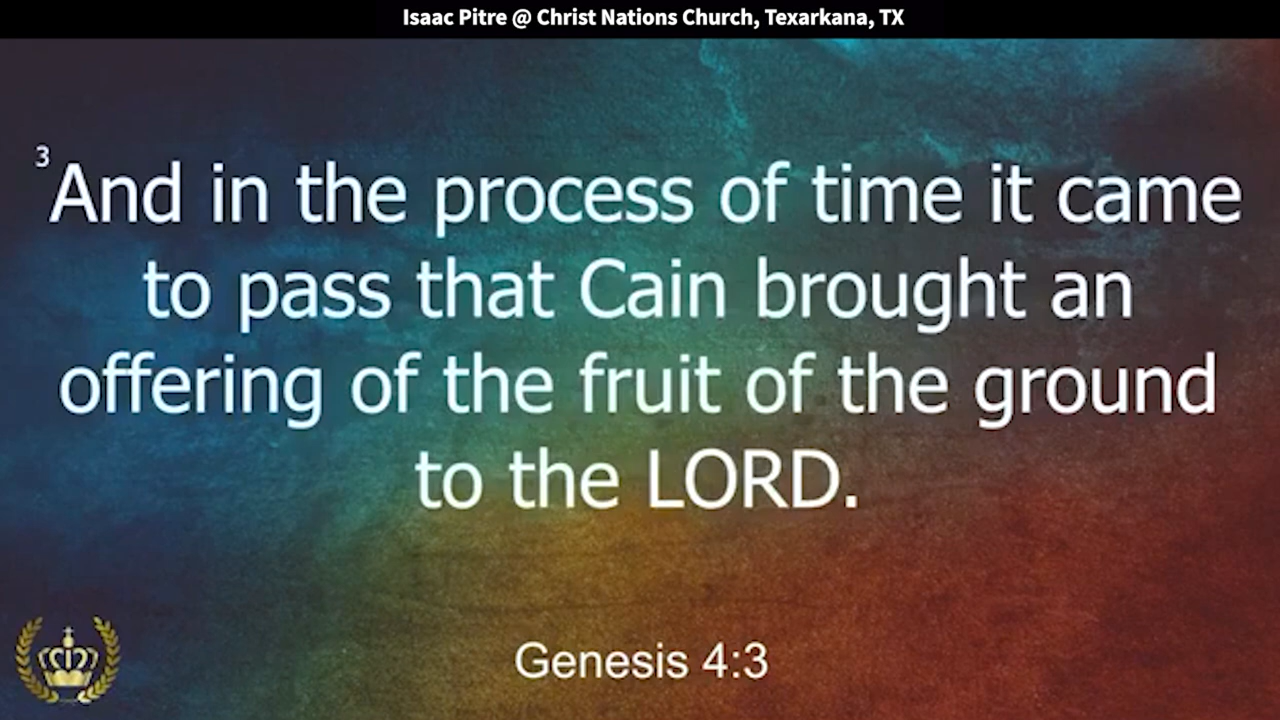 Isaac Pitre @ Christ Nations Church, Texarkana, TX
3 And in the process of time it came
to pass that Cain brought an
offering of the fruit of the ground
to the LORD.
Genesis 4:3